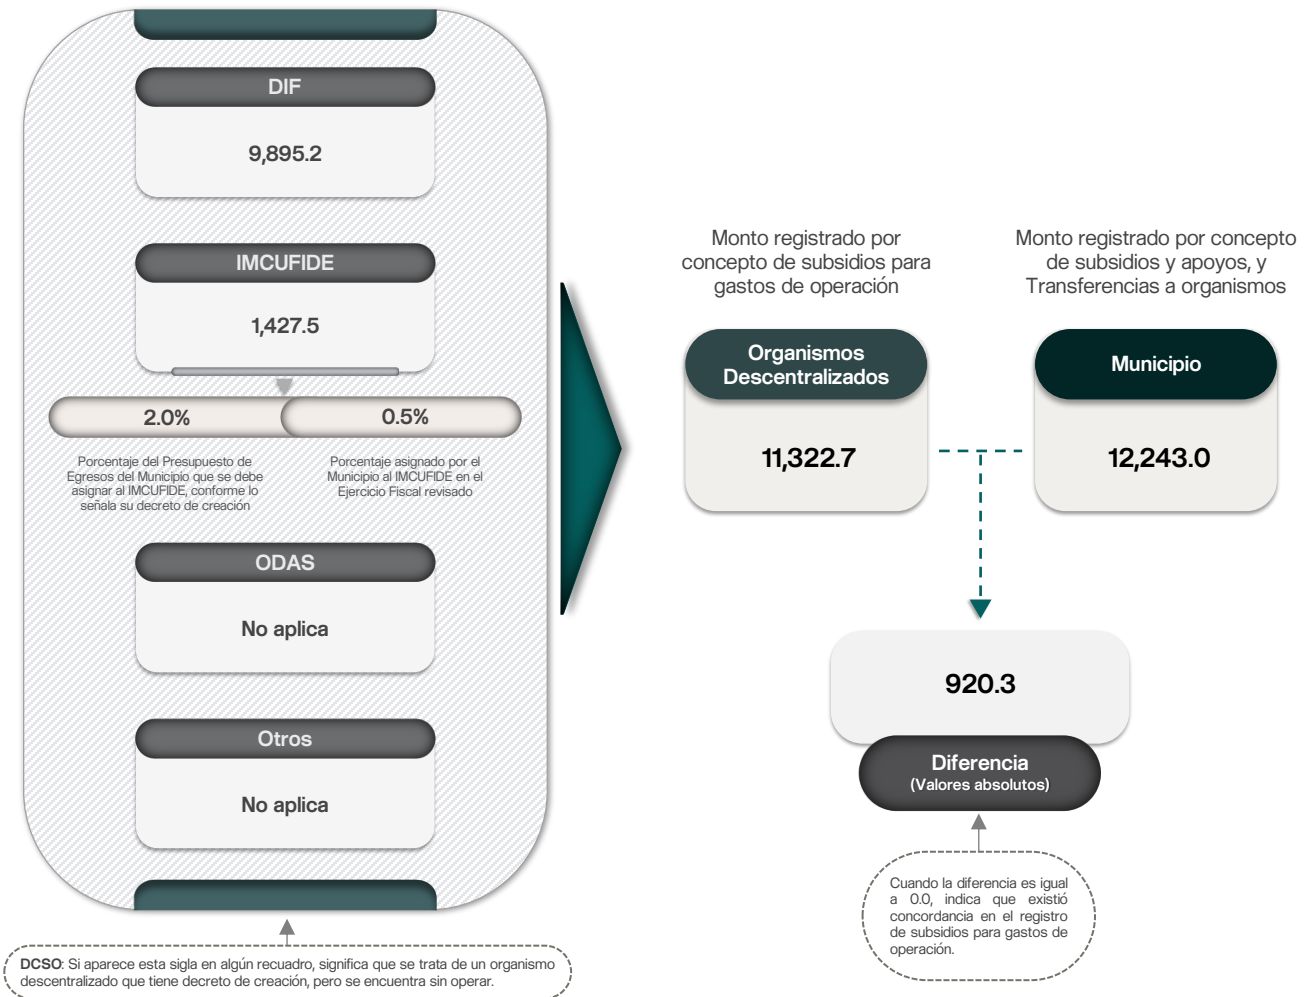 DIF
9,895.2
IMCUFIDE
1,427.5
2.0%
0.5%
Porcentaje del Presupuesto de
Egresos del Municipio que se debe
asignar al IMCUFIDE, conforme lo
señala su decreto de creación
Porcentaje asignado por el
Municipio al IMCUFIDE en el
Ejercicio Fiscal revisado
ODAS
No aplica
Otros
No aplica
DCSO: Si aparece esta sigla en algún recuadro, significa que se trata de un organismo
descentralizado que tiene decreto de creación, pero se encuentra sin operar.
Monto registrado por
concepto de subsidios para
gastos de operación
Organismos
Descentralizados
11,322.7
Monto registrado por concepto
de subsidios y apoyos, y
Transferencias a organismos
Municipio
12,243.0
920.3
Diferencia
(Valores absolutos)
Cuando la diferencia es igual
a 0.0, indica que existió
concordancia en el registro
de subsidios para gastos de
operación.